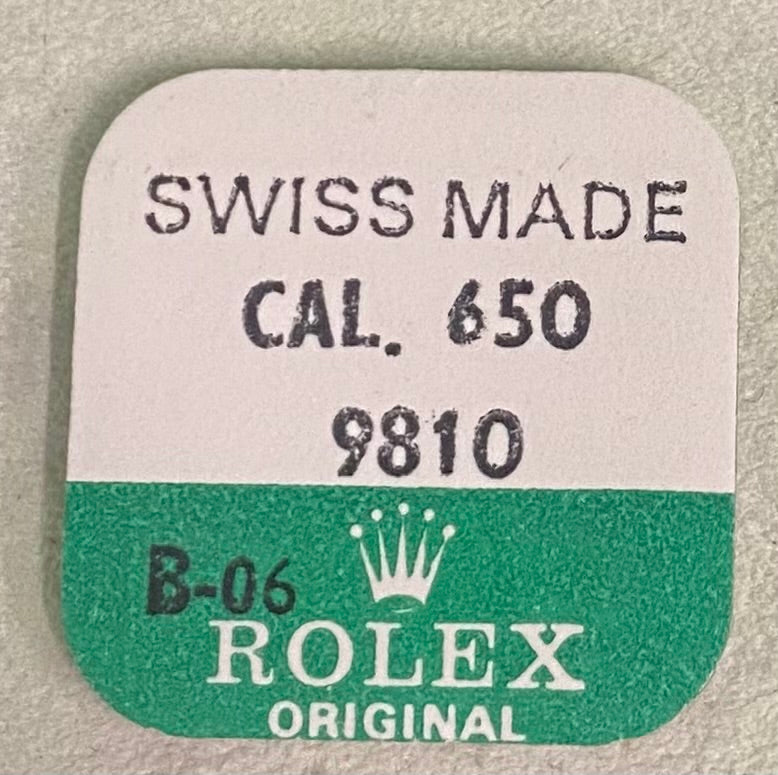 SWISS MADE
CAL. 650
9810
B-06
ROLEX
ORIGINAL